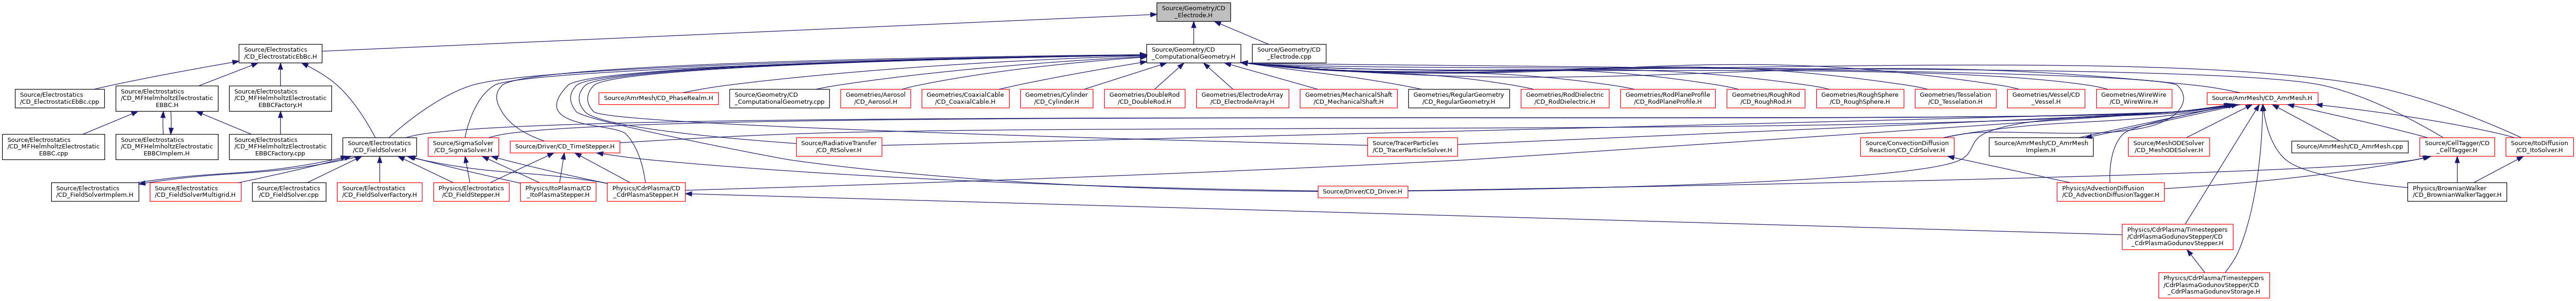 Source/Geometry/CD
_Electrode.H
Source/Electrostatics
/CD_ElectrostaticEbBc.H
Source/Geometry/CD
_ComputationalGeometry.H
Source/Geometry/CD
_Electrode.cpp
Source/Electrostatics
/CD_ElectrostaticEbBc.cpp
Source/Electrostatics
/CD_MFHelmholtzElectrostatic
EBBC.H
Source/Electrostatics
/CD_MFHelmholtzElectrostatic
EBBCFactory.H
Source/AmrMesh/CD_PhaseRealm.H
Source/Geometry/CD
_ComputationalGeometry.cpp
Geometries/Aerosol
/CD_Aerosol.H
Geometries/CoaxialCable
/CD_CoaxialCable.H
Geometries/Cylinder
/CD_Cylinder.H
Geometries/DoubleRod
/CD_DoubleRod.H
Geometries/ElectrodeArray
/CD_ElectrodeArray.H
Geometries/MechanicalShaft
/CD_MechanicalShaft.H
Geometries/RegularGeometry
/CD_RegularGeometry.H
Geometries/RodDielectric
/CD_RodDielectric.H
Geometries/RodPlaneProfile
/CD_RodPlaneProfile.H
Geometries/RoughRod
/CD_RoughRod.H
Geometries/RoughSphere
/CD_RoughSphere.H
Geometries/Tesselation
/CD_Tesselation.H
Geometries/Vessel/CD
_Vessel.H
Geometries/WireWire
/CD_WireWire.H
Source/AmrMesh/CD_AmrMesh.H
Source/Electrostatics
/CD_MFHelmholtzElectrostatic
EBBC.cpp
Source/Electrostatics
/CD_MFHelmholtzElectrostatic
EBBCImplem.H
Source/Electrostatics
/CD_MFHelmholtzElectrostatic
EBBCFactory.cpp
Source/Electrostatics
/CD_FieldSolver.H
Source/SigmaSolver
/CD_SigmaSolver.H
Source/Driver/CD_TimeStepper.H
Source/RadiativeTransfer
/CD_RtSolver.H
Source/TracerParticles
/CD_TracerParticleSolver.H
Source/ConvectionDiffusion
Reaction/CD_CdrSolver.H
Source/AmrMesh/CD_AmrMesh
Implem.H
Source/MeshODESolver
/CD_MeshODESolver.H
Source/AmrMesh/CD_AmrMesh.cpp
Source/CellTagger/CD
_CellTagger.H
Source/ItoDiffusion
/CD_ItoSolver.H
Source/Electrostatics
/CD_FieldSolverImplem.H
Source/Electrostatics
/CD_FieldSolverMultigrid.H
Source/Electrostatics
/CD_FieldSolver.cpp
Source/Electrostatics
/CD_FieldSolverFactory.H
Physics/Electrostatics
/CD_FieldStepper.H
Physics/ItoPlasma/CD
_ItoPlasmaStepper.H
Physics/CdrPlasma/CD
_CdrPlasmaStepper.H
Source/Driver/CD_Driver.H
Physics/AdvectionDiffusion
/CD_AdvectionDiffusionTagger.H
Physics/BrownianWalker
/CD_BrownianWalkerTagger.H
Physics/CdrPlasma/Timesteppers
/CdrPlasmaGodunovStepper/CD
_CdrPlasmaGodunovStepper.H
Physics/CdrPlasma/Timesteppers
/CdrPlasmaGodunovStepper/CD
_CdrPlasmaGodunovStorage.H